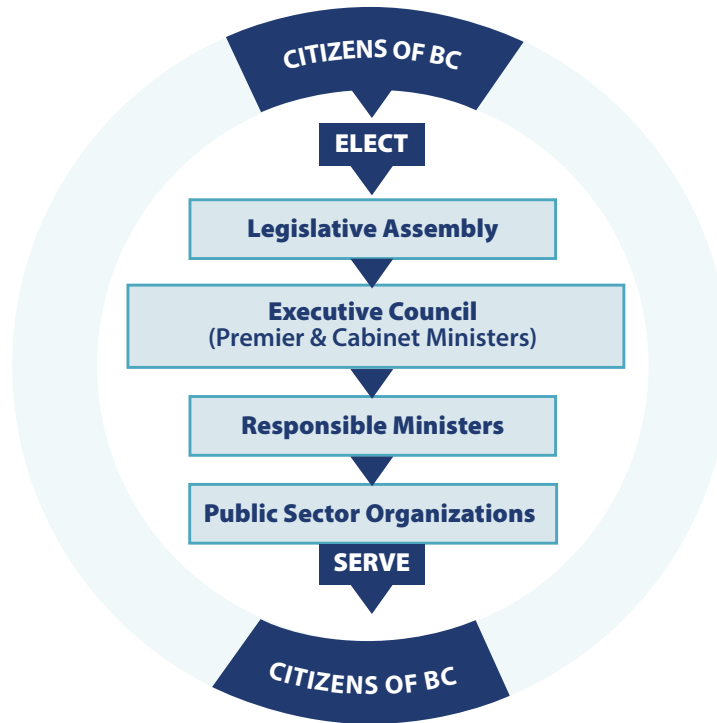 CITIZENS OF BC
ELECT
Legislative Assembly
Executive Council
(Premier & Cabinet Ministers)
Responsible Ministers
Public Sector Organizations
SERVE
CITIZENS OF BC